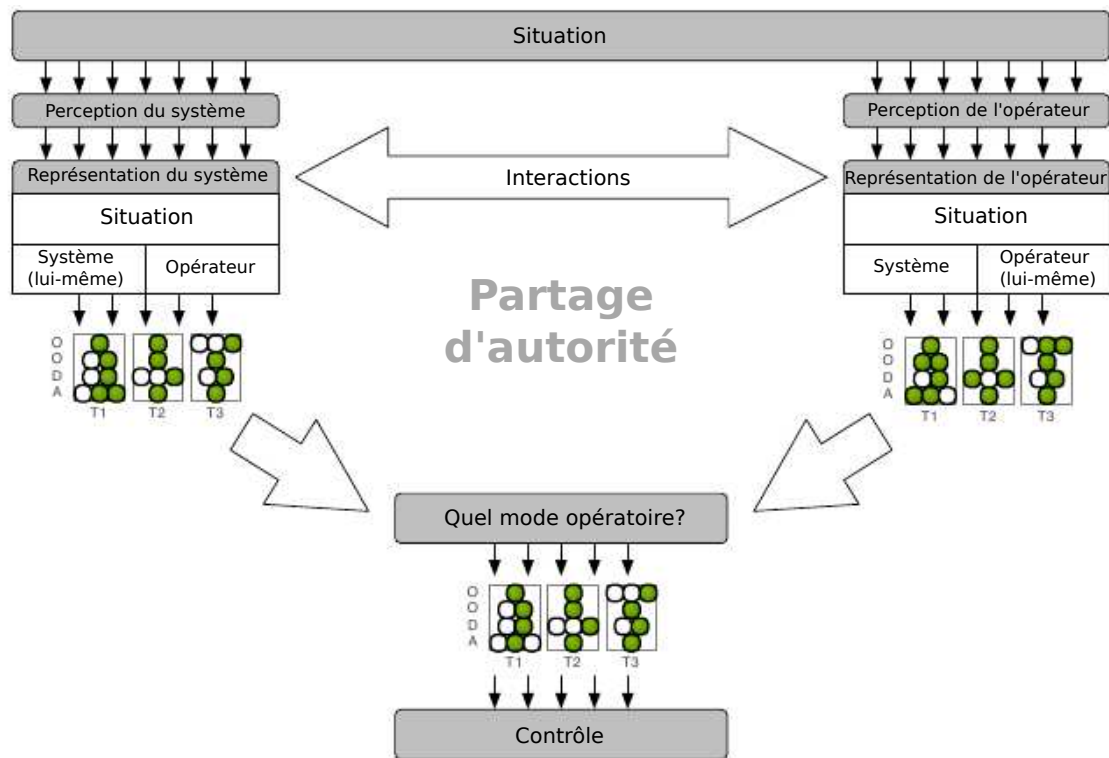 Situation
Perception du système
Perception de l'opérateur
Représentation du système
Représentation de l'opérateur
Interactions
Situation
Situation
Système
(lui-même)
Opérateur
Système
Opérateur
(lui-même)
Partage
d'autorité
O
O
D
A
T1 T2 T3
O
O
D
A
T1 T2 T3
Quel mode opératoire?
O
O
D
A
T1 T2 T3
Contrôle